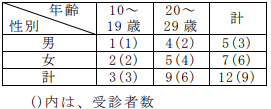 年齢
性別
10～
19歳
20～
29歳
計
男 1(1) 4(2) 5(3)
女 2(2) 5(4) 7(6)
計 3(3) 9(6) 12(9)
()内は、受診者数